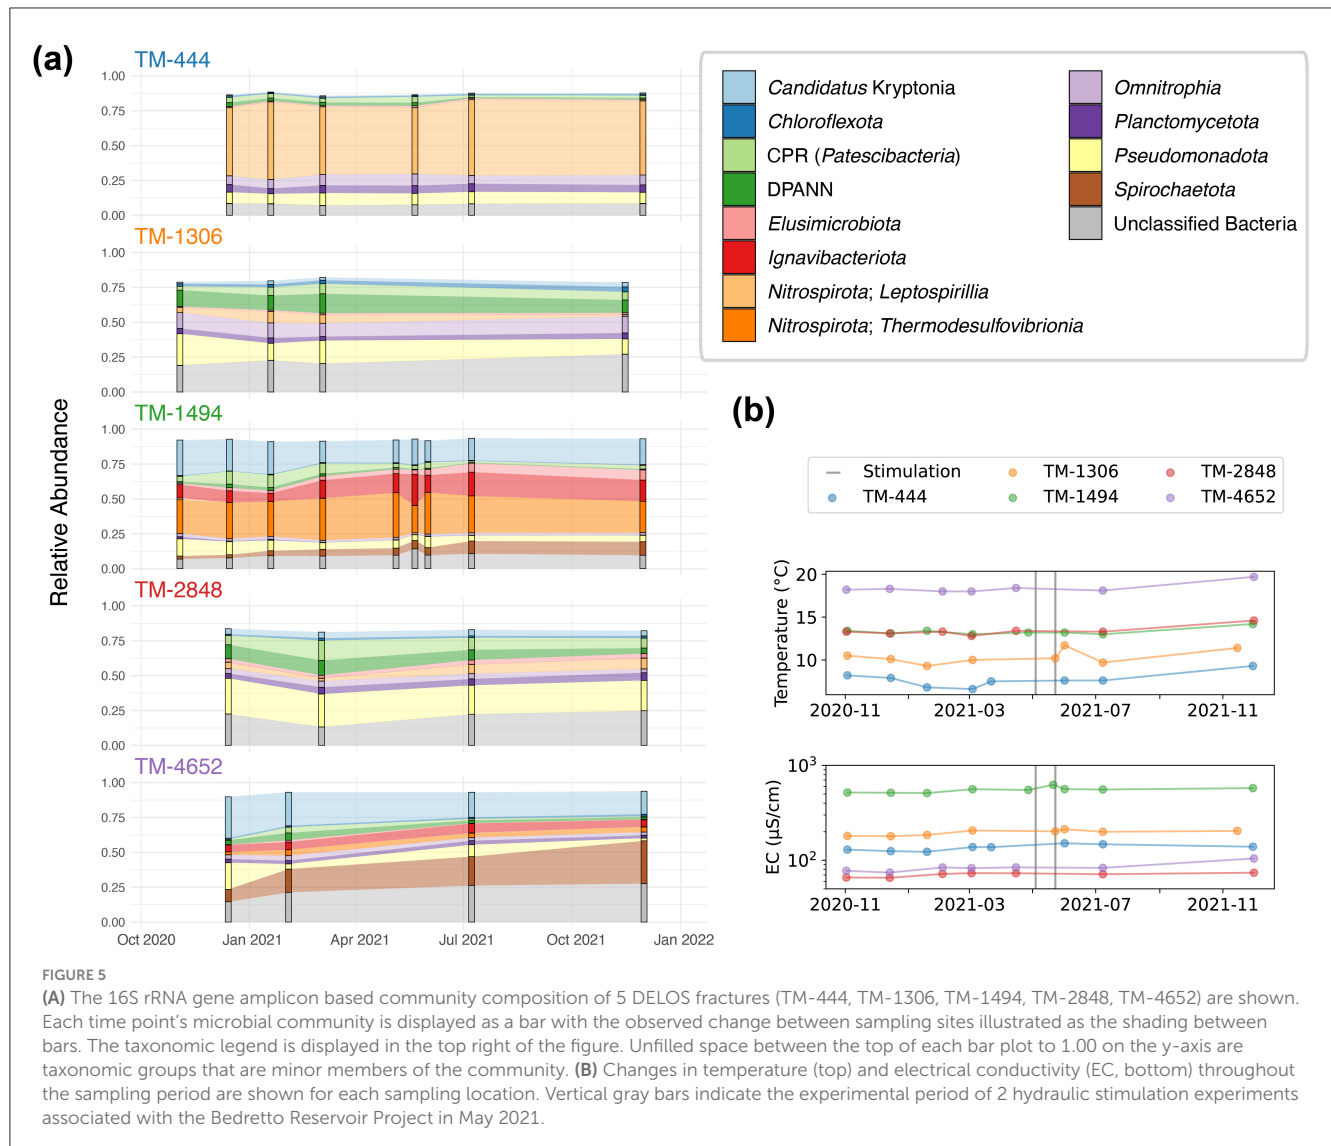 (a)
TM-444
1.00
0.75
0.50
0.25
0.00
TM-1306
1.00
0.75
0.50
0.25
0.00
TM-1494
1.00
0.75
0.50
0.25
0.00
TM-2848
1.00
0.75
0.50
0.25
0.00
TM-4652
1.00
0.75
0.50
0.25
0.00
Relative Abundance
Oct 2020 Jan 2021 Apr 2021 Jul 2021 Oct 2021 Jan 2022
Candidatus Kryptonia
Chloroflexota
CPR (Patescibacteria)
DPANN
Elusimicrobiota
Ignavibacteriota
Nitrospirota; Leptospirillia
Nitrospirota; Thermodesulfovibrionia
Omnitrophia
Planctomycetota
Pseudomonadota
Spirochaetota
Unclassified Bacteria
(b)
Stimulation TM-1306 TM-2848
TM-444 TM-1494 TM-4652
Temperature (°C)
20
15
10
2020-11 2021-03 2021-07 2021-11
EC (µS/cm)
10³
10²
2020-11 2021-03 2021-07 2021-11
FIGURE 5
(A) The 16S rRNA gene amplicon based community composition of 5 DELOS fractures (TM-444, TM-1306, TM-1494, TM-2848, TM-4652) are shown.
Each time point's microbial community is displayed as a bar with the observed change between sampling sites illustrated as the shading between
bars. The taxonomic legend is displayed in the top right of the figure. Unfilled space between the top of each bar plot to 1.00 on the y-axis are
taxonomic groups that are minor members of the community. (B) Changes in temperature (top) and electrical conductivity (EC, bottom) throughout
the sampling period are shown for each sampling location. Vertical gray bars indicate the experimental period of 2 hydraulic stimulation experiments
associated with the Bedretto Reservoir Project in May 2021.